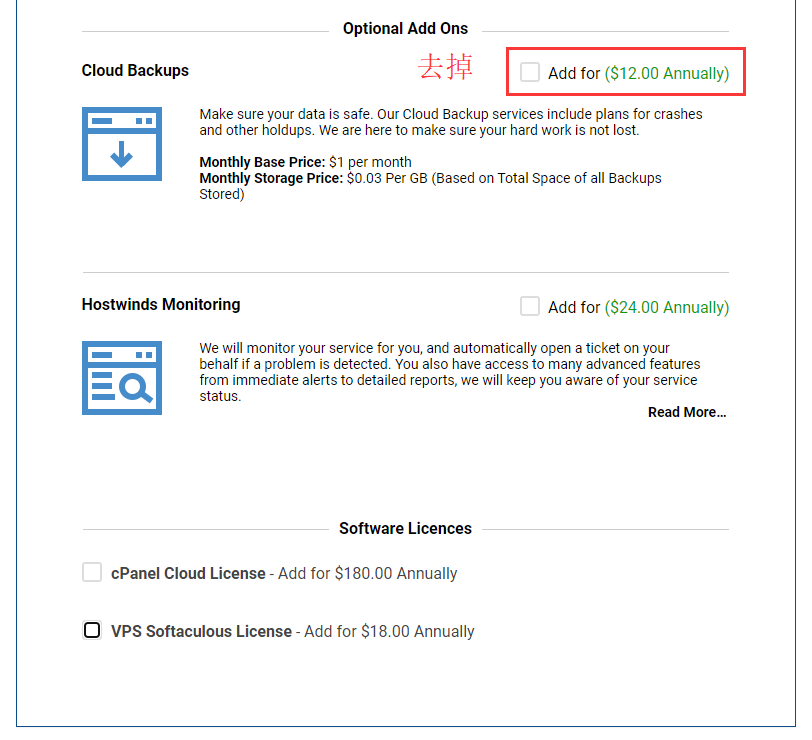 Optional Add Ons
Cloud Backups
去掉
Add for ($12.00 Annually)
Make sure your data is safe. Our Cloud Backup services include plans for crashes
and other holdups. We are here to make sure your hard work is not lost.
Monthly Base Price: $1 per month
Monthly Storage Price: $0.03 Per GB (Based on Total Space of all Backups
Stored)
Hostwinds Monitoring
Add for ($24.00 Annually)
We will monitor your service for you, and automatically open a ticket on your
behalf if a problem is detected. You also have access to many advanced features
from immediate alerts to detailed reports, we will keep you aware of your service
status.
Read More...
Software Licences
cPanel Cloud License - Add for $180.00 Annually
VPS Softaculous License - Add for $18.00 Annually